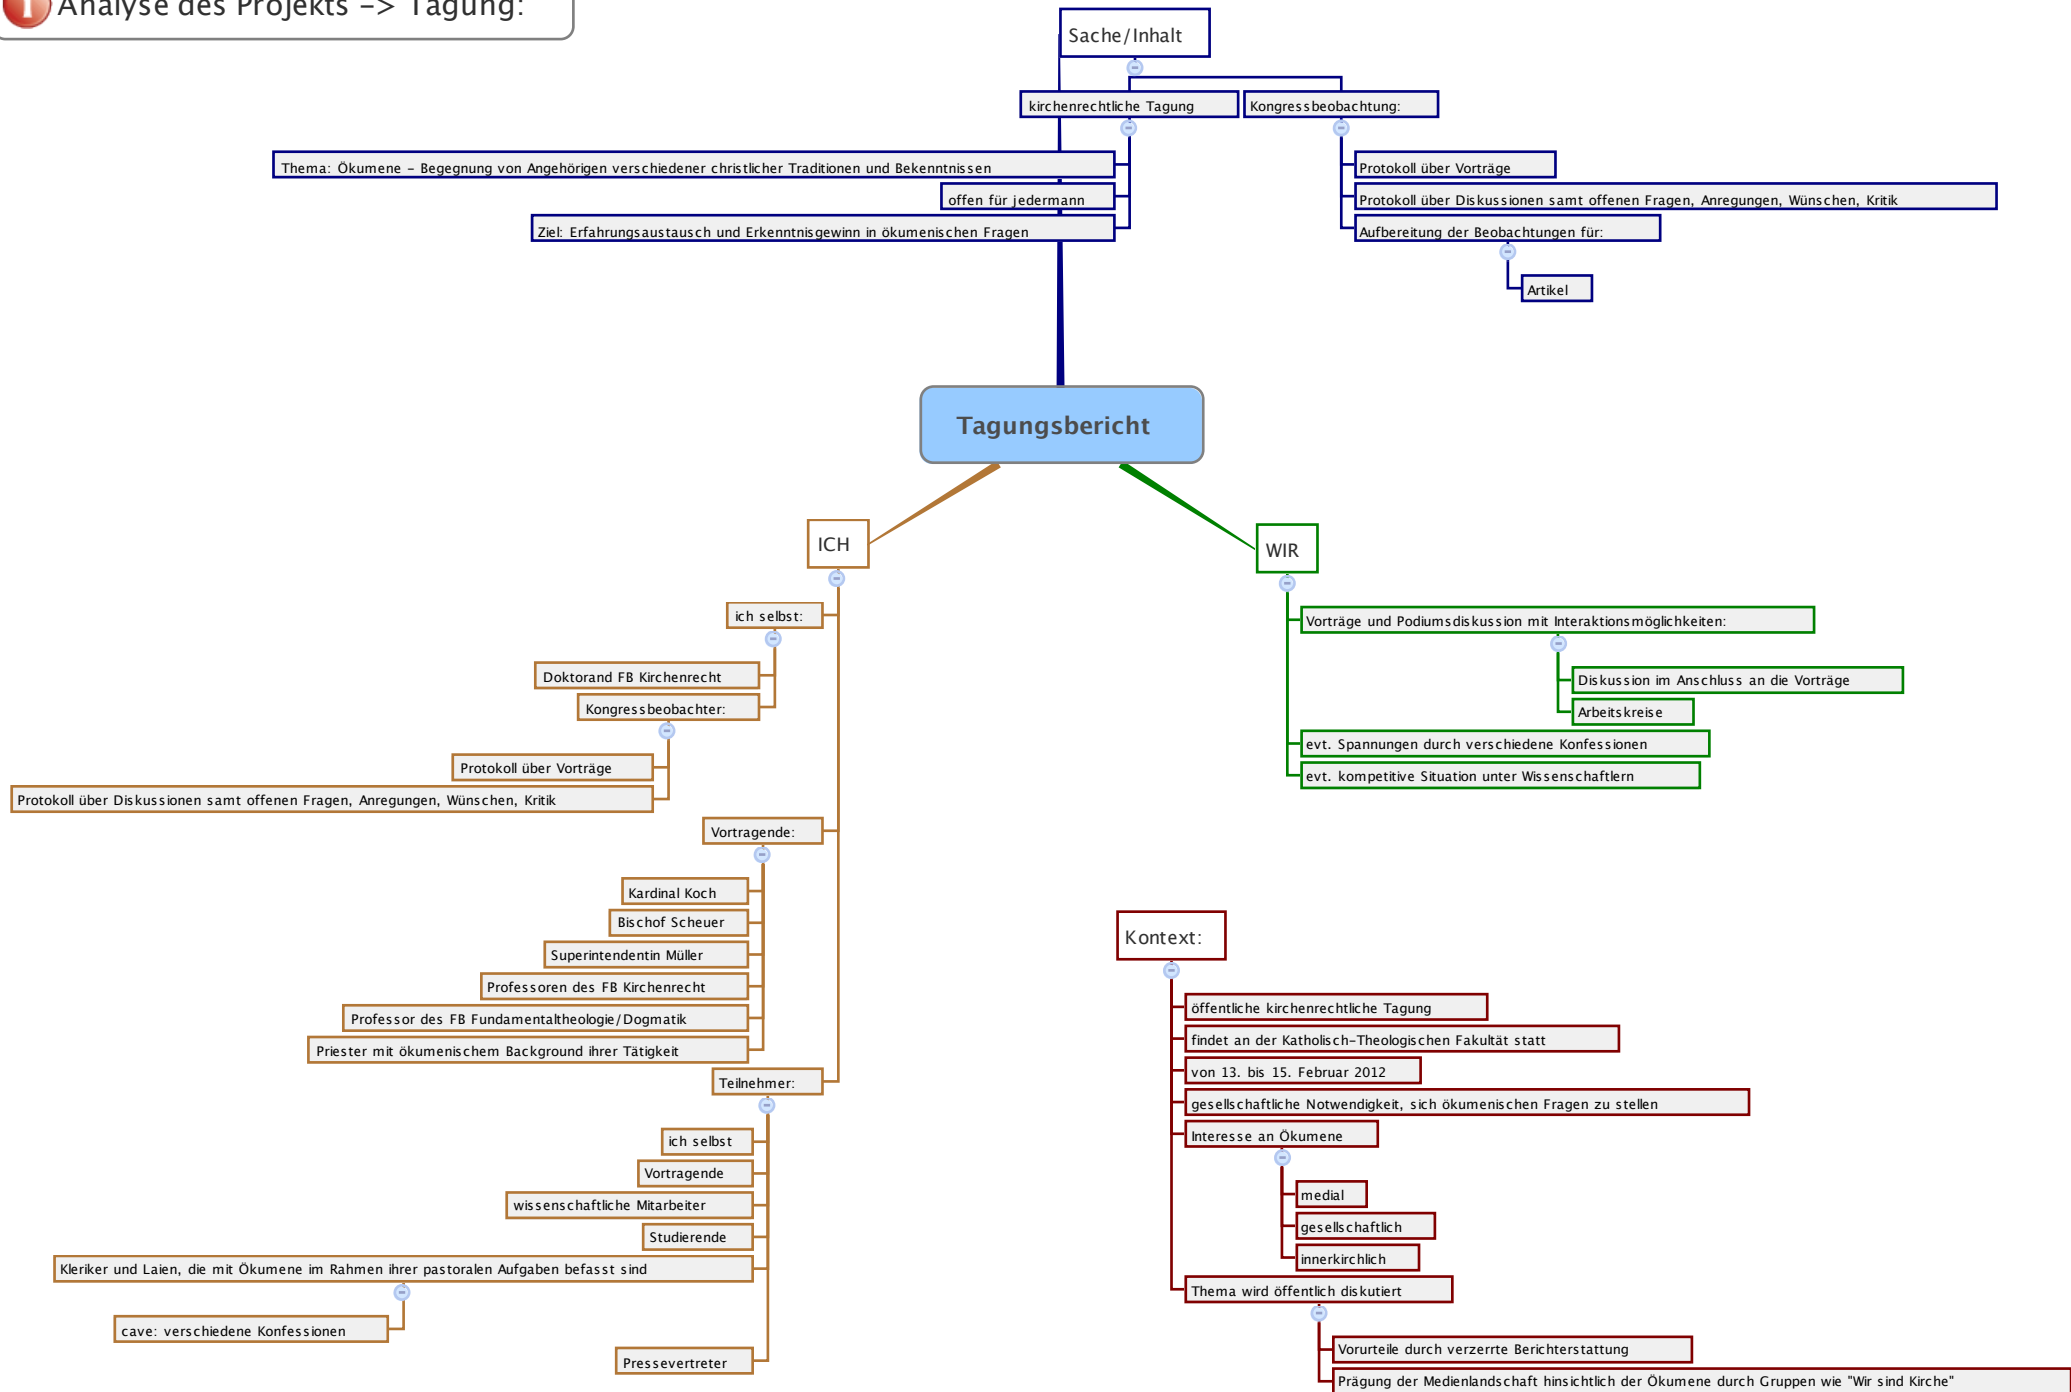 Analyse des Projekts -> Tagung:
Sache/Inhalt
kirchenrechtliche Tagung
Thema: Ökumene - Begegnung von Angehörigen verschiedener christlicher Traditionen und Bekenntnissen
offen für jedermann
Ziel: Erfahrungsaustausch und Erkenntnisgewinn in ökumenischen Fragen
Kongressbeobachtung:
Protokoll über Vorträge
Protokoll über Diskussionen samt offenen Fragen, Anregungen, Wünschen, Kritik
Aufbereitung der Beobachtungen für:
Artikel
Tagungsbericht
ICH
ich selbst:
Doktorand FB Kirchenrecht
Kongressbeobachter:
Protokoll über Vorträge
Protokoll über Diskussionen samt offenen Fragen, Anregungen, Wünschen, Kritik
Vortragende:
Kardinal Koch
Bischof Scheuer
Superintendentin Müller
Professoren des FB Kirchenrecht
Professor des FB Fundamentaltheologie/Dogmatik
Priester mit ökumenischem Background ihrer Tätigkeit
Teilnehmer:
ich selbst
Vortragende
wissenschaftliche Mitarbeiter
Studierende
Kleriker und Laien, die mit Ökumene im Rahmen ihrer pastoralen Aufgaben befasst sind
cave: verschiedene Konfessionen
Pressevertreter
WIR
Vorträge und Podiumsdiskussion mit Interaktionsmöglichkeiten:
Diskussion im Anschluss an die Vorträge
Arbeitskreise
evt. Spannungen durch verschiedene Konfessionen
evt. kompetitive Situation unter Wissenschaftlern
Kontext:
öffentliche kirchenrechtliche Tagung
findet an der Katholisch-Theologischen Fakultät statt
von 13. bis 15. Februar 2012
gesellschaftliche Notwendigkeit, sich ökumenischen Fragen zu stellen
Interesse an Ökumene
medial
gesellschaftlich
innerkirchlich
Thema wird öffentlich diskutiert
Vorurteile durch verzerrte Berichterstattung
Prägung der Medienlandschaft hinsichtlich der Ökumene durch Gruppen wie "Wir sind Kirche"